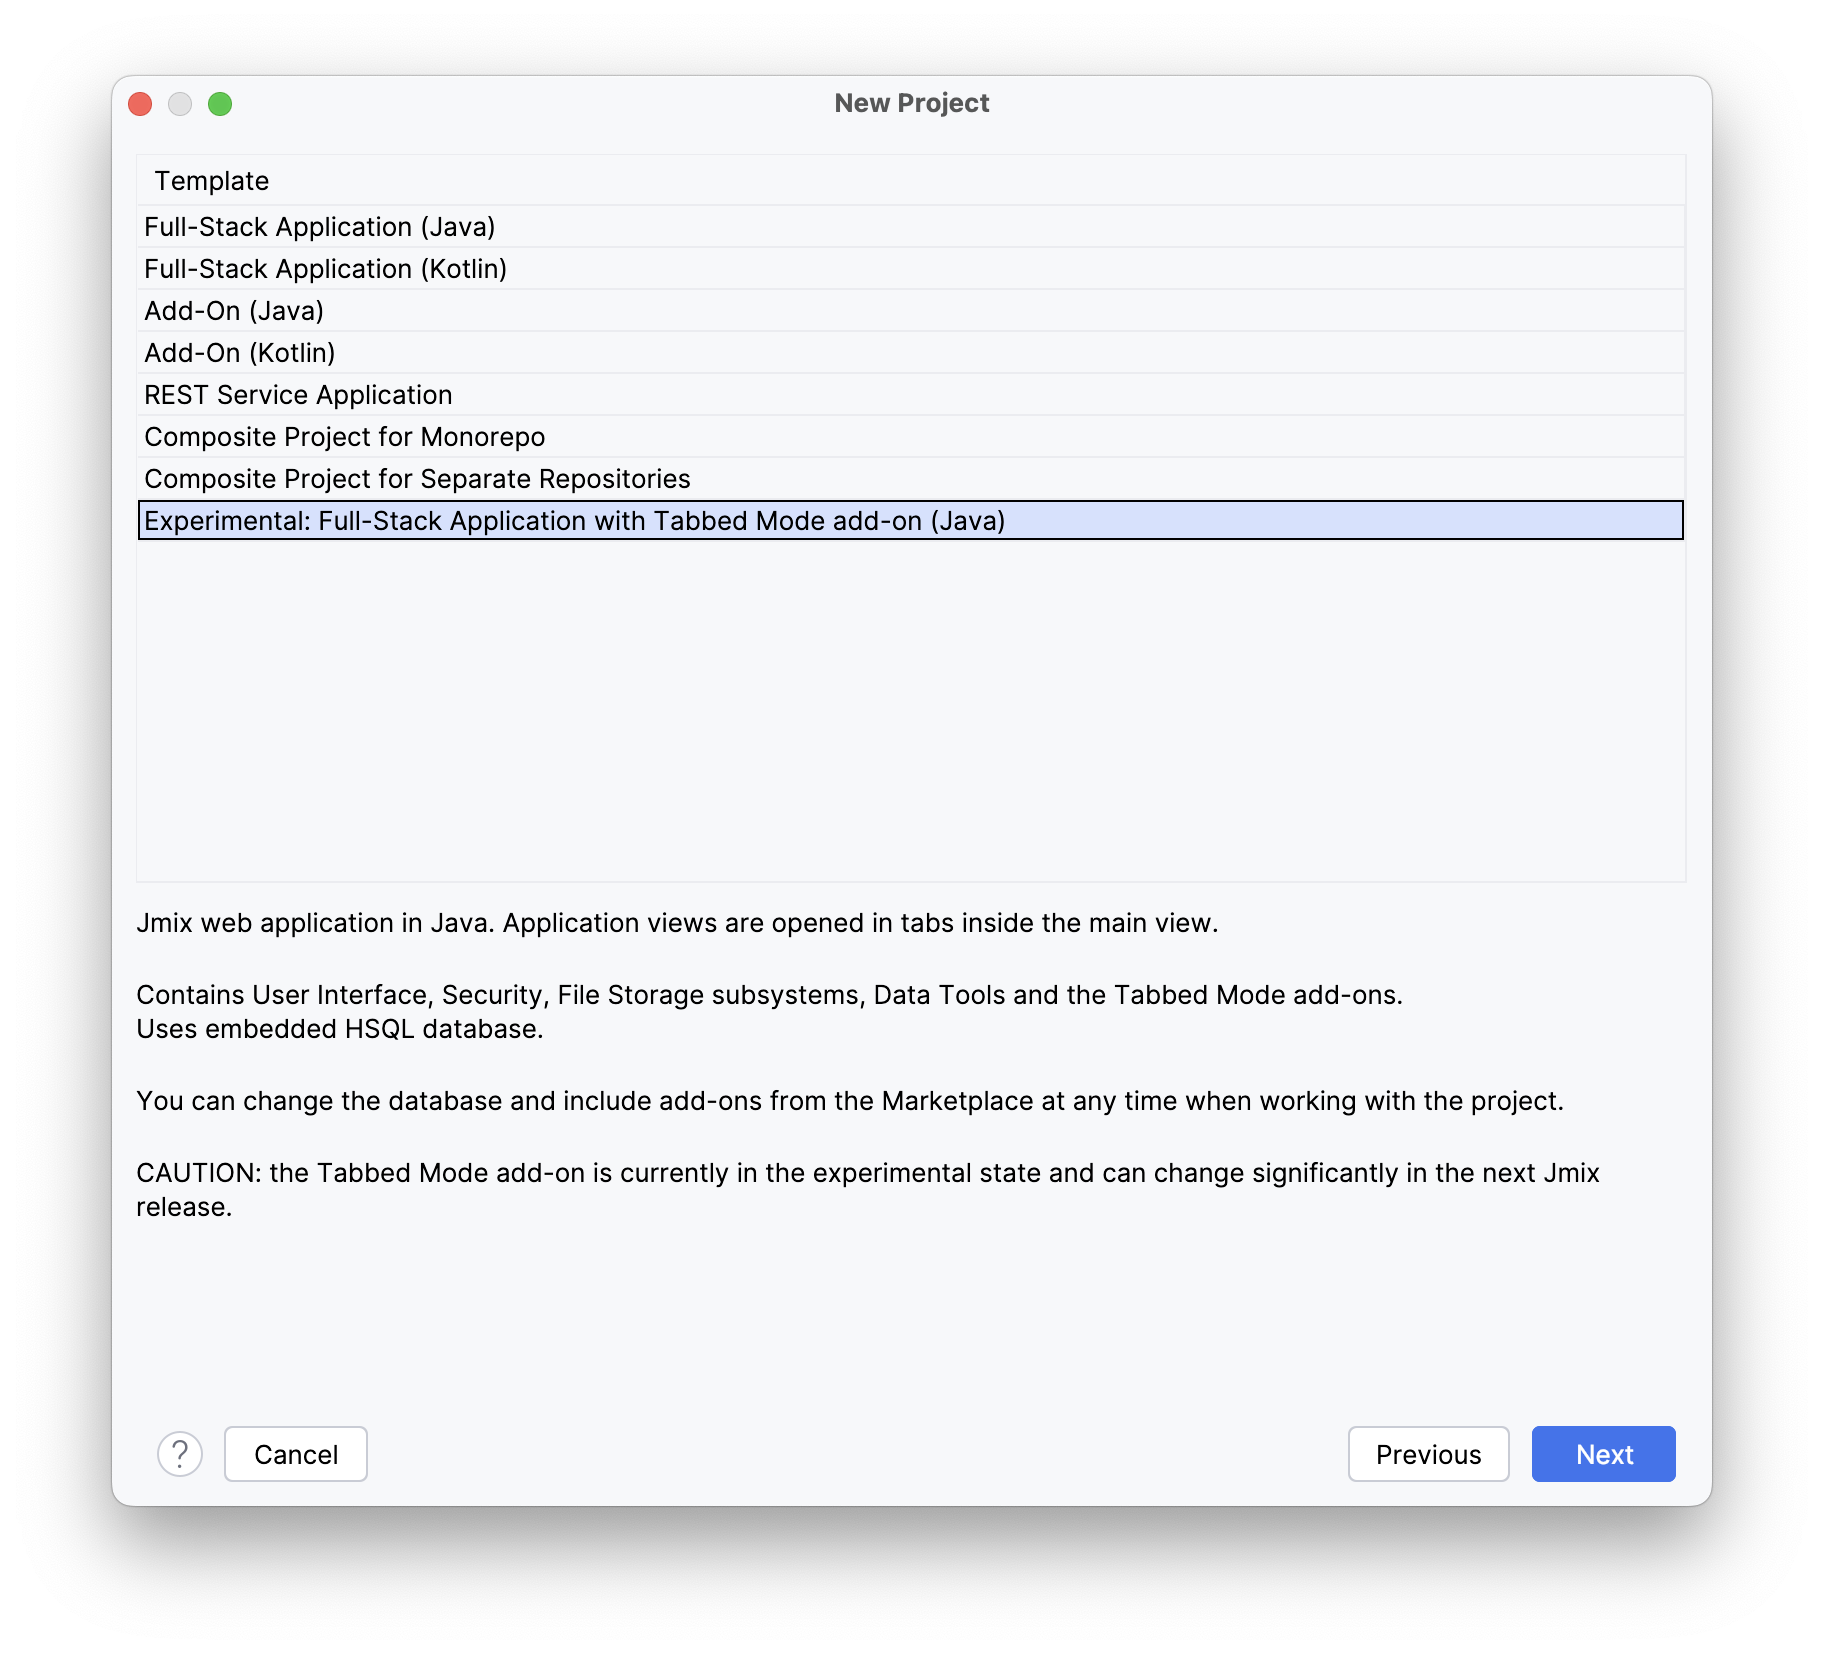 New Project
Template
Full-Stack Application (Java)
Full-Stack Application (Kotlin)
Add-On (Java)
Add-On (Kotlin)
REST Service Application
Composite Project for Monorepo
Composite Project for Separate Repositories
Experimental: Full-Stack Application with Tabbed Mode add-on (Java)
Jmix web application in Java. Application views are opened in tabs inside the main view.
Contains User Interface, Security, File Storage subsystems, Data Tools and the Tabbed Mode add-ons.
Uses embedded HSQL database.
You can change the database and include add-ons from the Marketplace at any time when working with the project.
CAUTION: the Tabbed Mode add-on is currently in the experimental state and can change significantly in the next Jmix
release.
? Cancel Previous Next